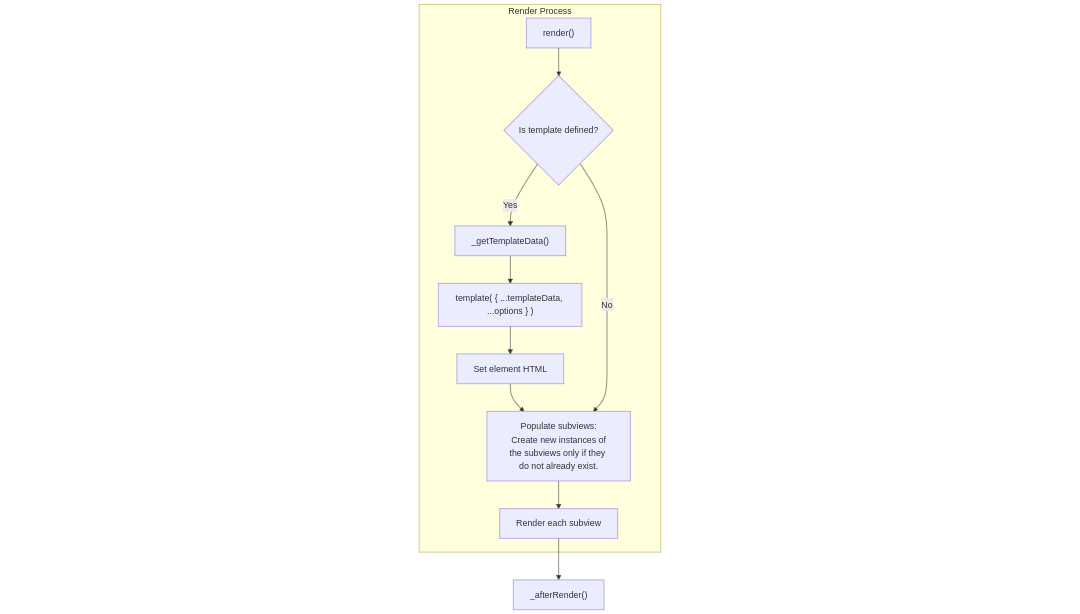 Render Process
render()
Is template defined?
Yes
_getTemplateData()
template( { ...templateData,
...options } )
No
Set element HTML
Populate subviews:
Create new instances of
the subviews only if they
do not already exist.
Render each subview
_afterRender()